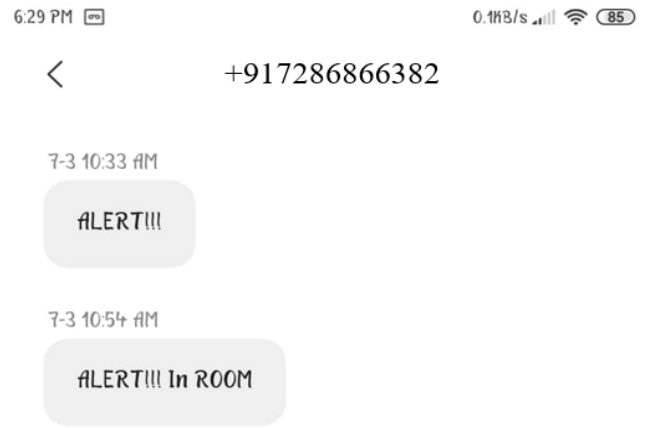 6:29 PM 0.1KB/s 85
+917286866382
7-3 10:33 AM
ALERT!!!
7-3 10:54 AM
ALERT!!! In ROOM